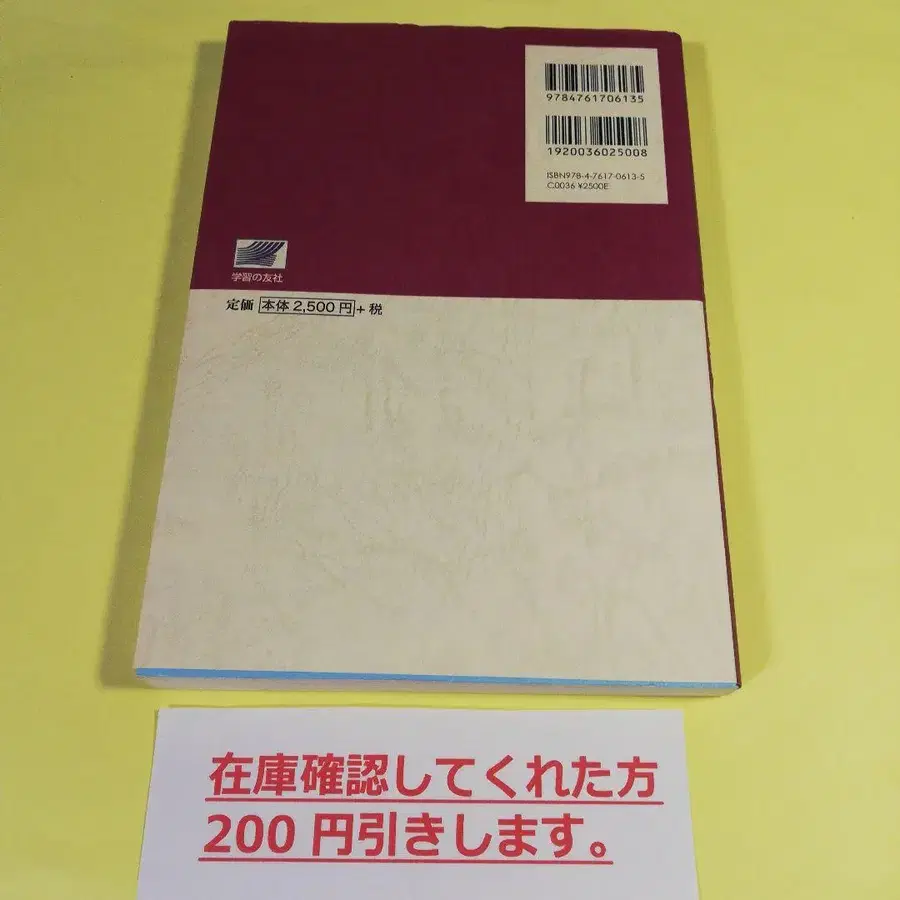 9784761706135
1920036025008
ISBN978-4-7617-0613-5
C0036 ¥2500E
学習の友社
定価 本体 2,500 円 + 税
在庫確認してくれた方
200 円引きします。